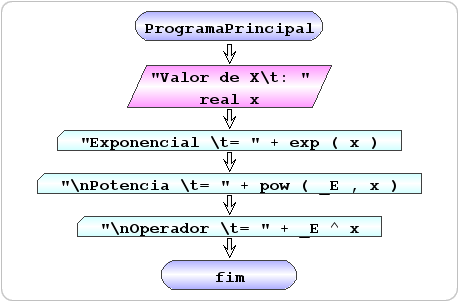 ProgramaPrincipal
"Valor de X\t: "
real x
"Exponencial \t= " + exp ( x )
"\nPotencia \t= " + pow ( _E , x )
"\nOperador \t= " + _E ^ x
fim